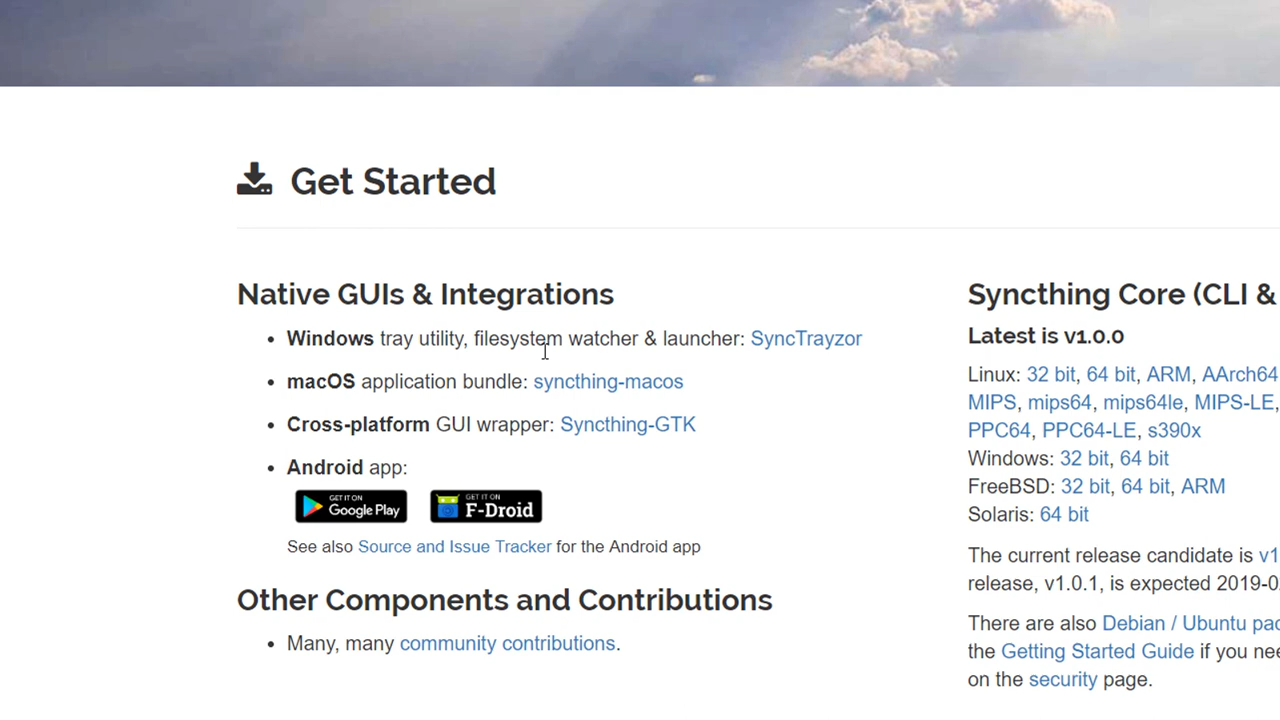 Get Started
Native GUIs & Integrations
Windows tray utility, filesystem watcher & launcher: SyncTrayzor
macOS application bundle: syncthing-macos
Cross-platform GUI wrapper: Syncthing-GTK
Android app:
GET IT ON
Google Play
GET IT ON
F-Droid
See also Source and Issue Tracker for the Android app
Other Components and Contributions
Many, many community contributions.
Syncthing Core (CLI &
Latest is v1.0.0
Linux: 32 bit, 64 bit, ARM, AArch64
MIPS, mips64, mips64le, MIPS-LE,
PPC64, PPC64-LE, s390x
Windows: 32 bit, 64 bit
FreeBSD: 32 bit, 64 bit, ARM
Solaris: 64 bit
The current release candidate is v1
release, v1.0.1, is expected 2019-0
There are also Debian / Ubuntu pac
the Getting Started Guide if you nee
on the security page.